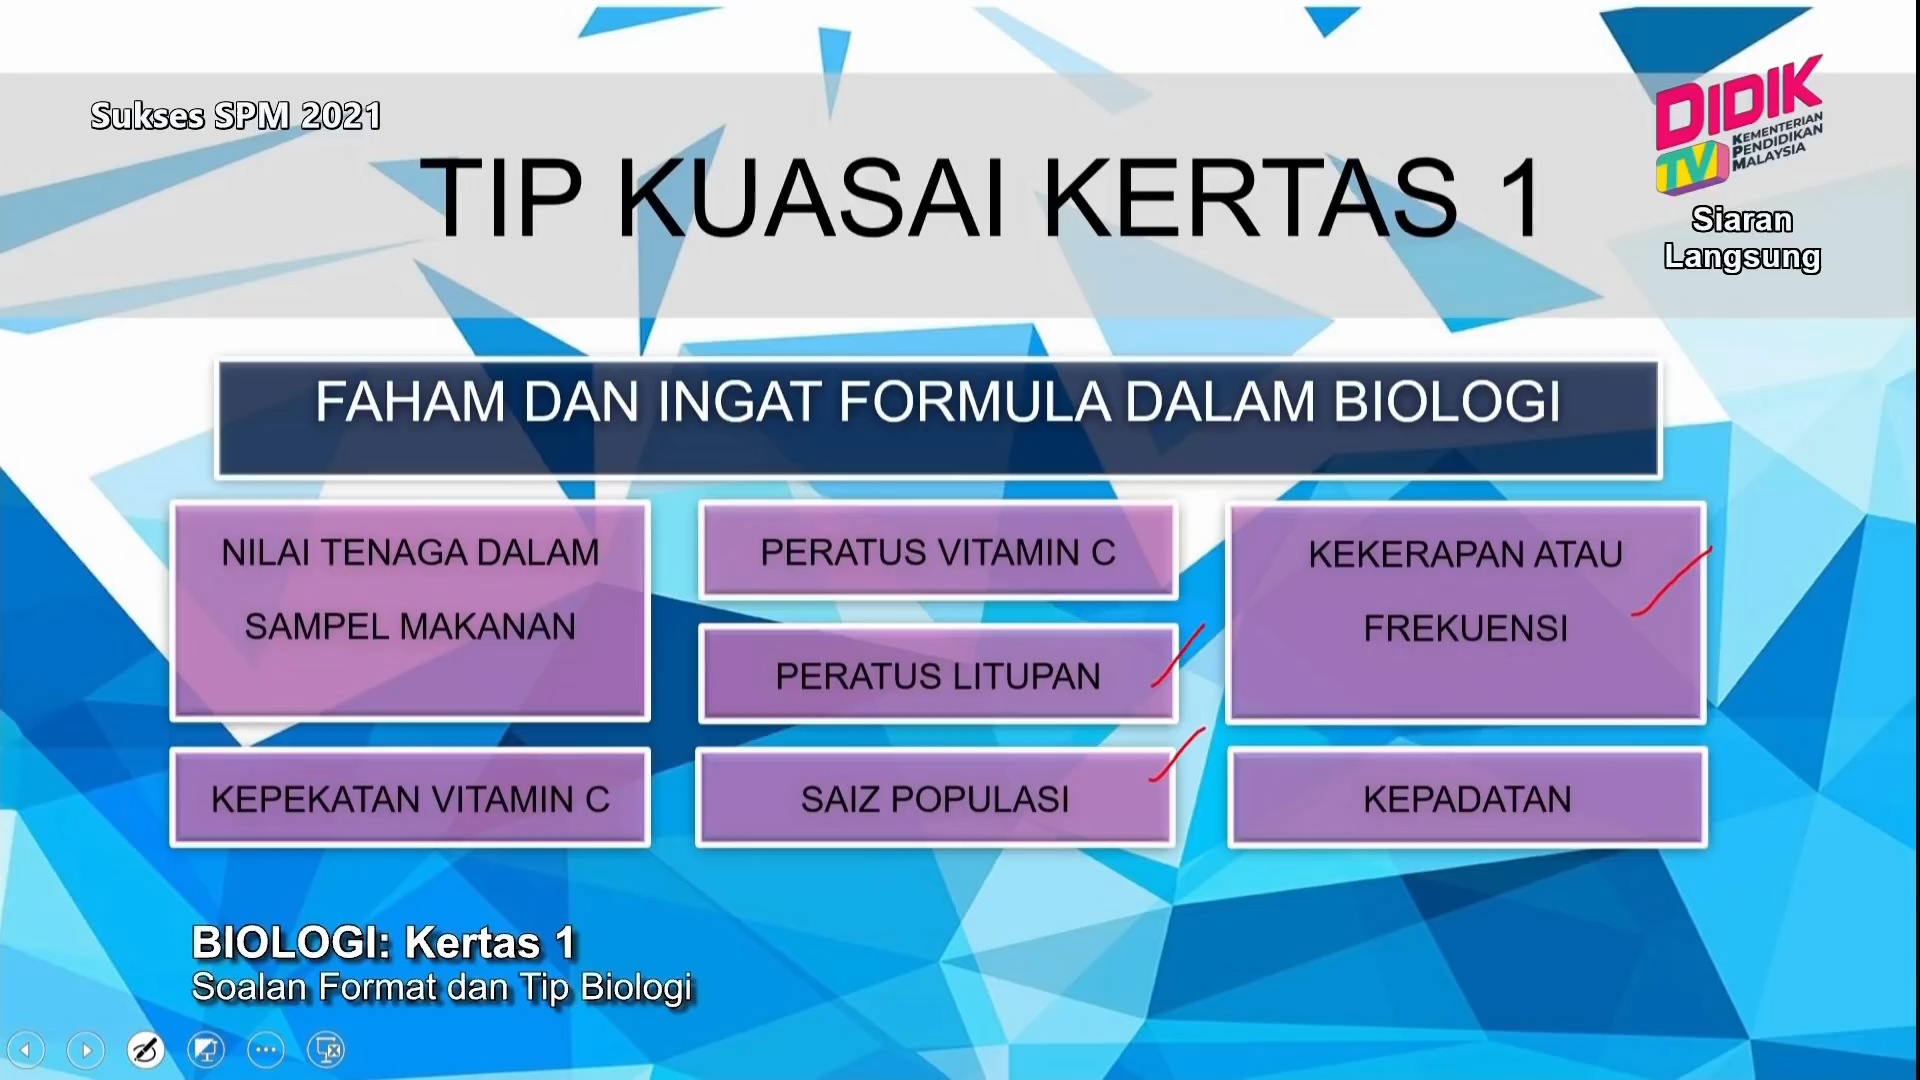 Sukses SPM 2021
TIP KUASAI KERTAS 1
DIDIK
TV
KEMENTERIAN
PENDIDIKAN
MALAYSIA
Siaran
Langsung
FAHAM DAN INGAT FORMULA DALAM BIOLOGI
NILAI TENAGA DALAM
SAMPEL MAKANAN
PERATUS VITAMIN C
KEKERAPAN ATAU
FREKUENSI
PERATUS LITUPAN
KEPEKATAN VITAMIN C
SAIZ POPULASI
KEPADATAN
BIOLOGI: Kertas 1
Soalan Format dan Tip Biologi